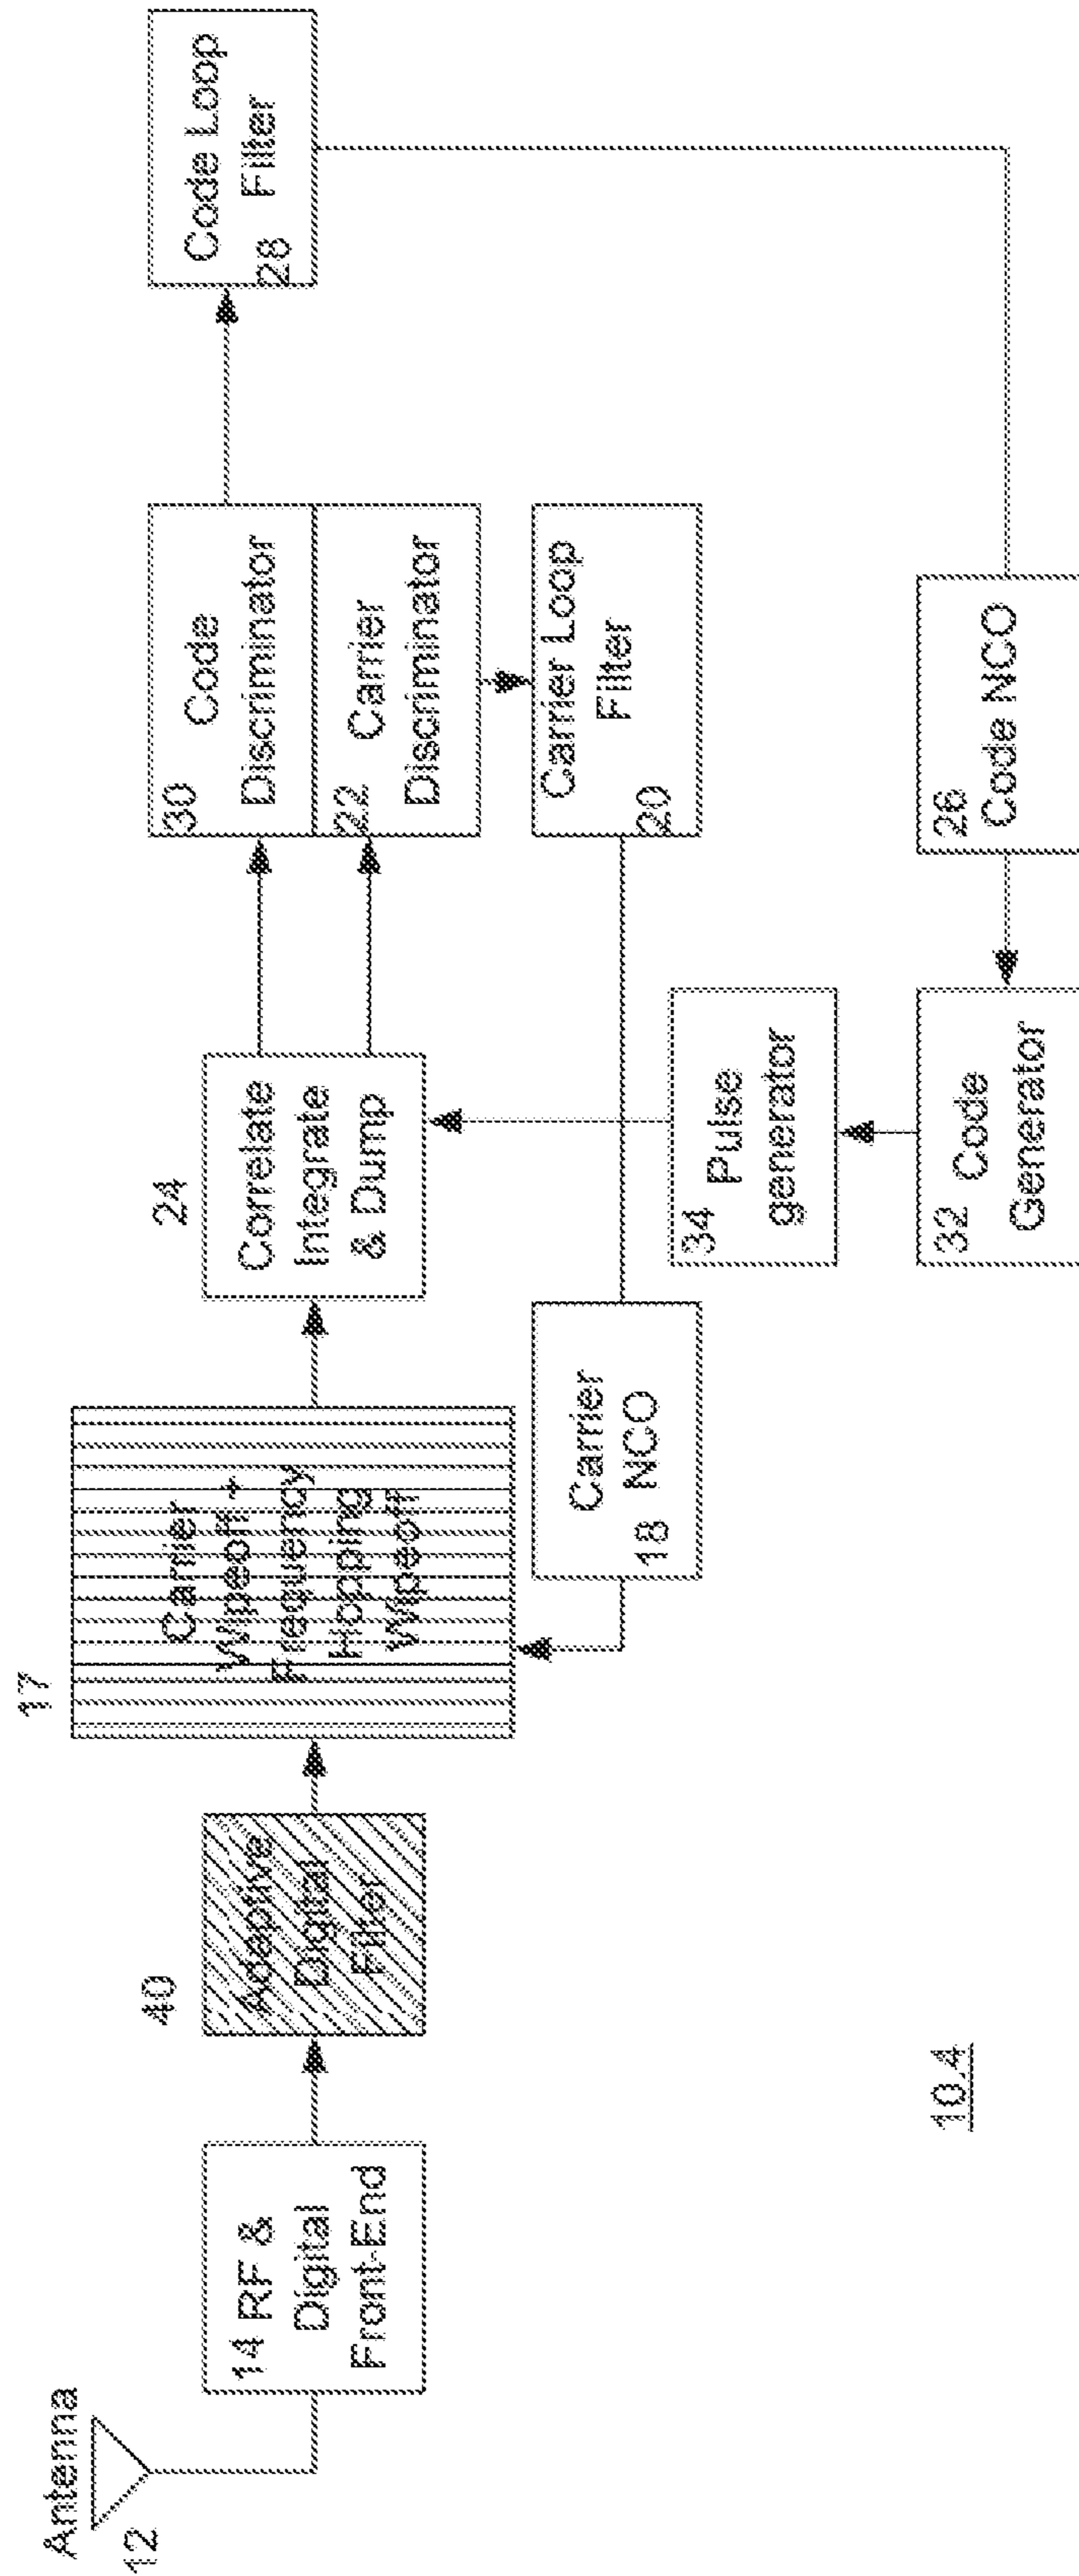 Antenna
12
14 RF &
Digital
Front-End
40
Adaptive
Digital
Filter
17
Carrier
Wipeoff +
Frequency
Hopping
Wipeoff
24
Correlate
Integrate
& Dump
30
Code
Discriminator
22
Carrier
Discriminator
Code Loop
Filter
28
Carrier Loop
Filter
20
Carrier
18 NCO
34
Pulse
generator
32
Code
Generator
26
Code NCO
10.4